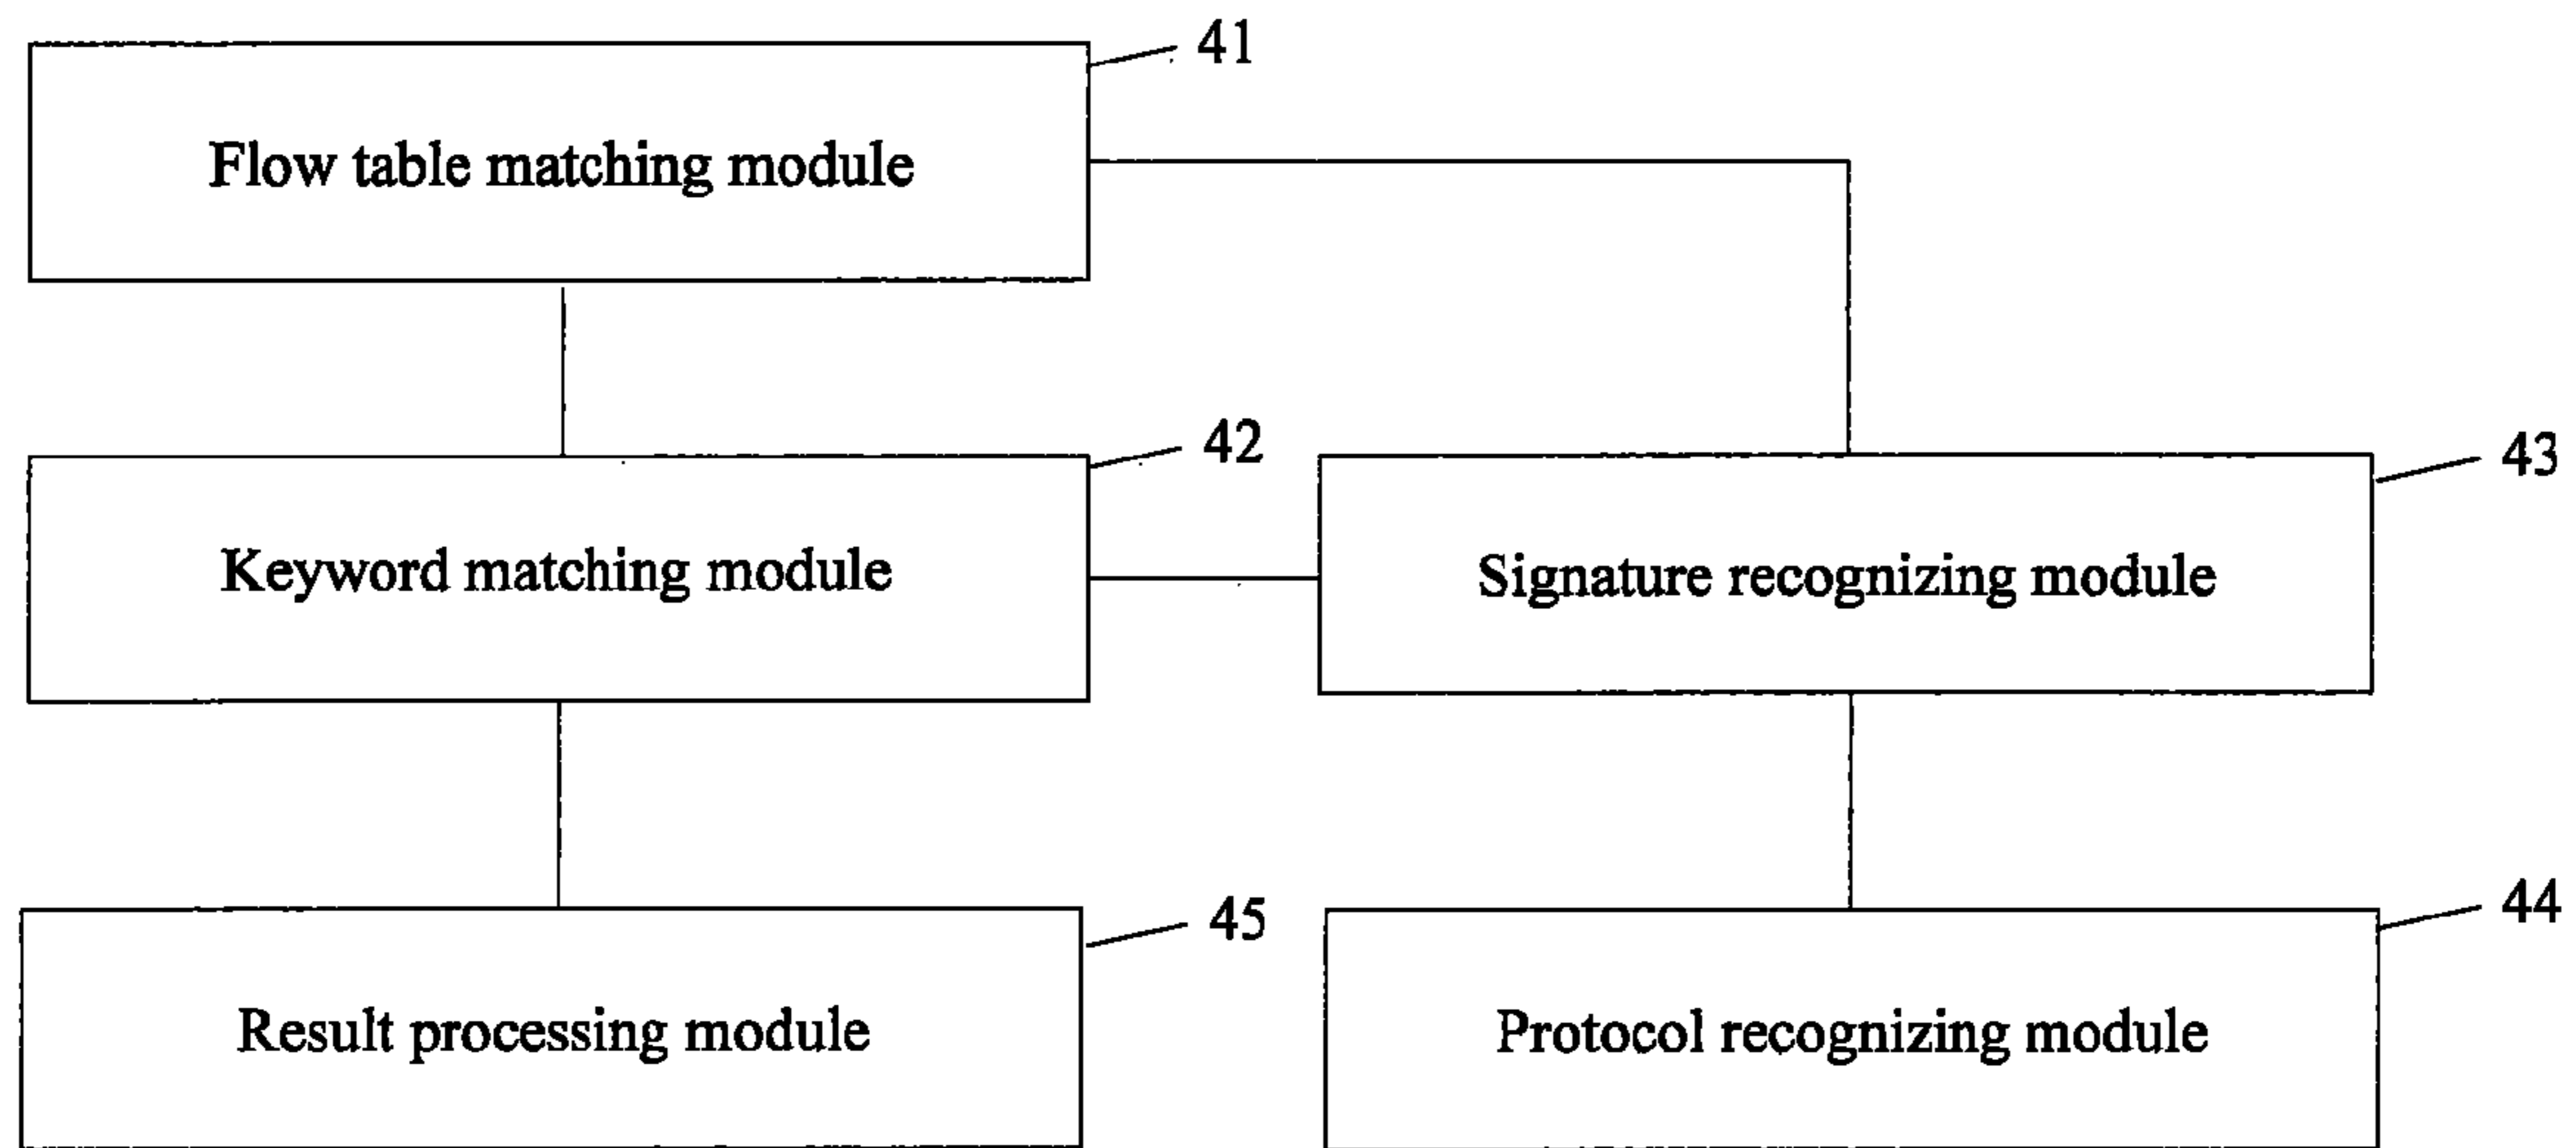 41
Flow table matching module
42
43
Keyword matching module
Signature recognizing module
45
44
Result processing module
Protocol recognizing module